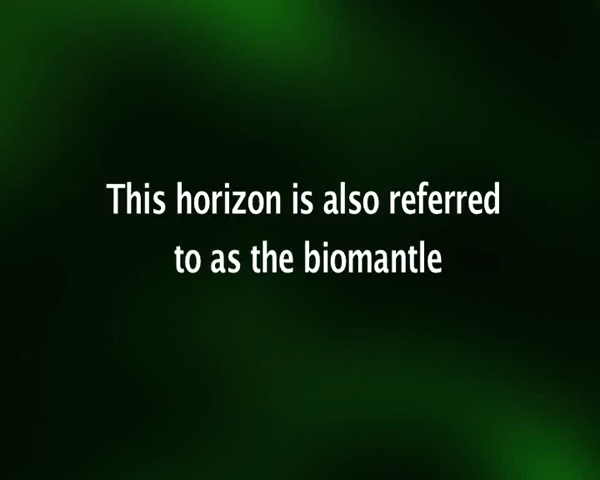 This horizon is also referred
to as the biomantle